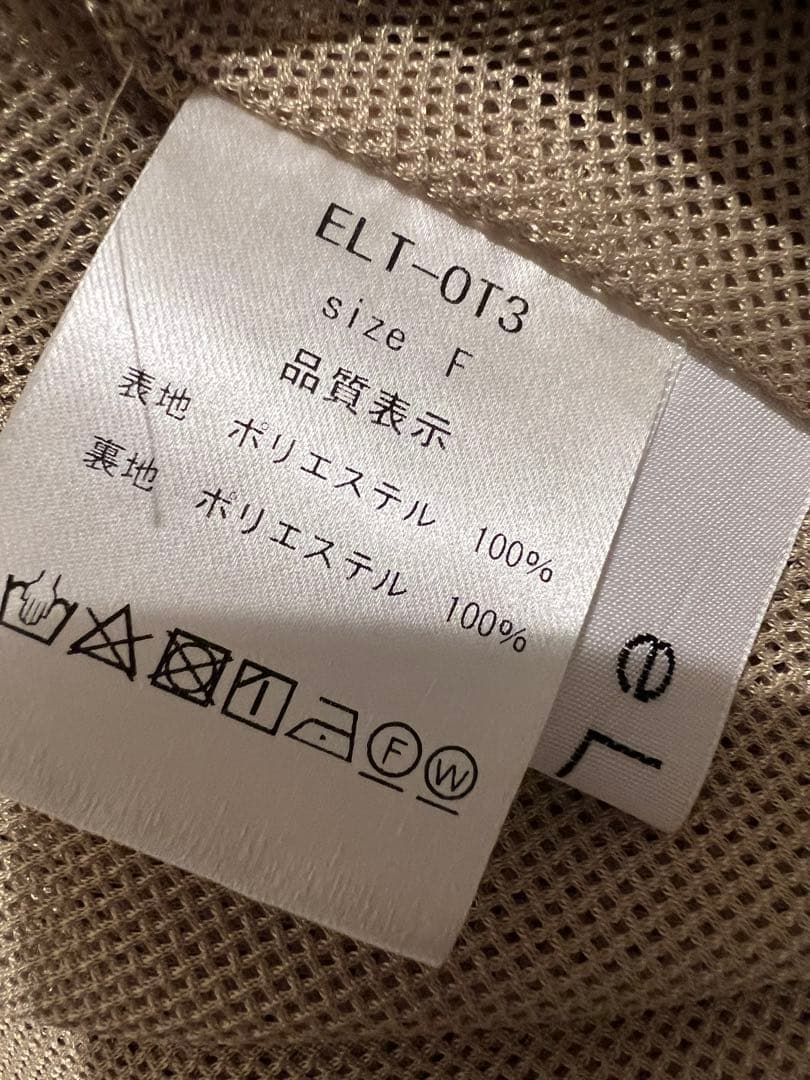 ELT-OT3
size F
品質表示
表地 ポリエステル 100%
裏地 ポリエステル 100%
F W